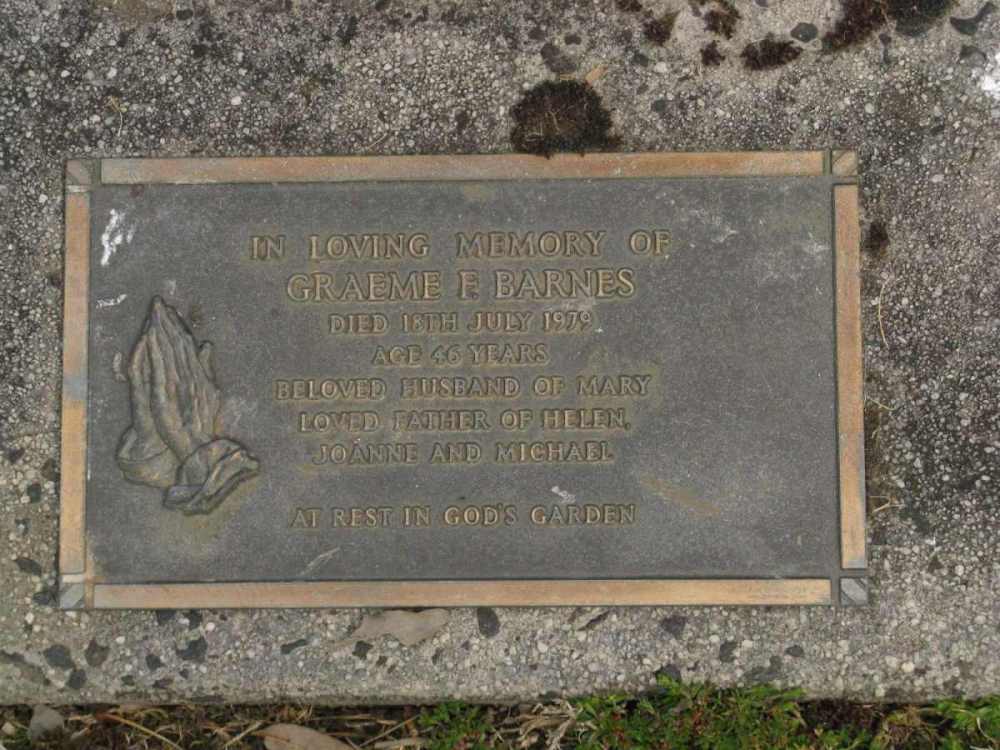 IN LOVING MEMORY OF
GRAEME F. BARNES
DIED 18TH JULY 1979
AGE 46 YEARS
BELOVED HUSBAND OF MARY
LOVED FATHER OF HELEN,
JOANNE AND MICHAEL
AT REST IN GOD'S GARDEN